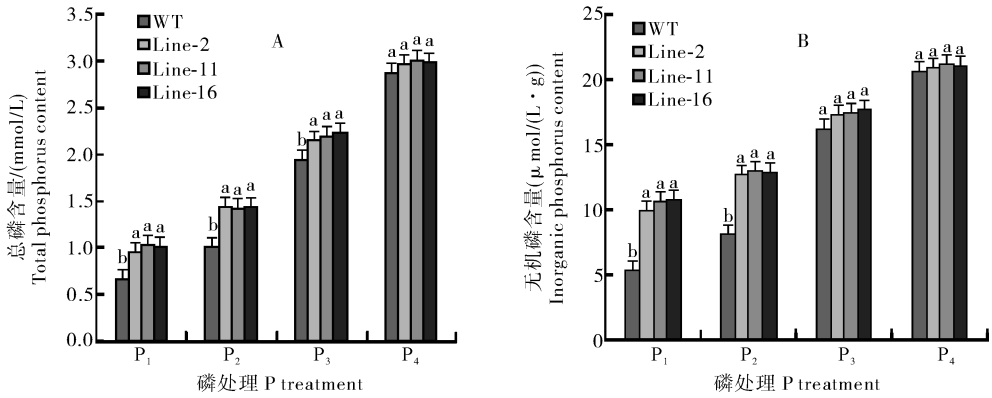 WT
Line-2
Line-11
Line-16
A
总磷含量/(mmol/L)
Total phosphorus content
3.5
3.0
2.5
2.0
1.5
1.0
0.5
0.0
b a a a
b a a a
b a a a
a a a a
P1 P2 P3 P4
磷处理 P treatment
WT
Line-2
Line-11
Line-16
B
无机磷含量(μ mol/(L·g))
Inorganic phosphorus content
25
20
15
10
5
0
b a a a
b a a a
a a a a
a a a a
P1 P2 P3 P4
磷处理 P treatment